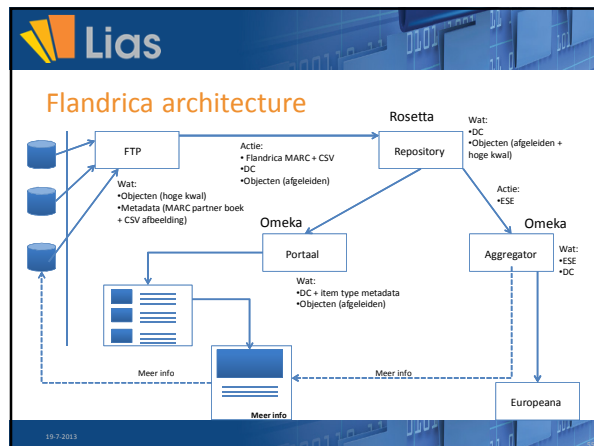 Lias
Flandrica architecture
Rosetta
Wat:
•DC
•Objecten (afgeleiden +
hoge kwal)
FTP
Actie:
• Flandrica MARC + CSV
•DC
Objecten (afgeleiden)
Repository
Wat:
•Objecten (hoge kwal)
•Metadata (MARC partner boek
+ CSV afbeelding)
Actie:
•ESE
Omeka
Omeka
Portaal
Aggregator
Wat:
•ESE
•DC
Wat:
•DC + item type metadata
•Objecten (afgeleiden)
Meer info
Meer info
Meer info
Europeana
19-7-2013